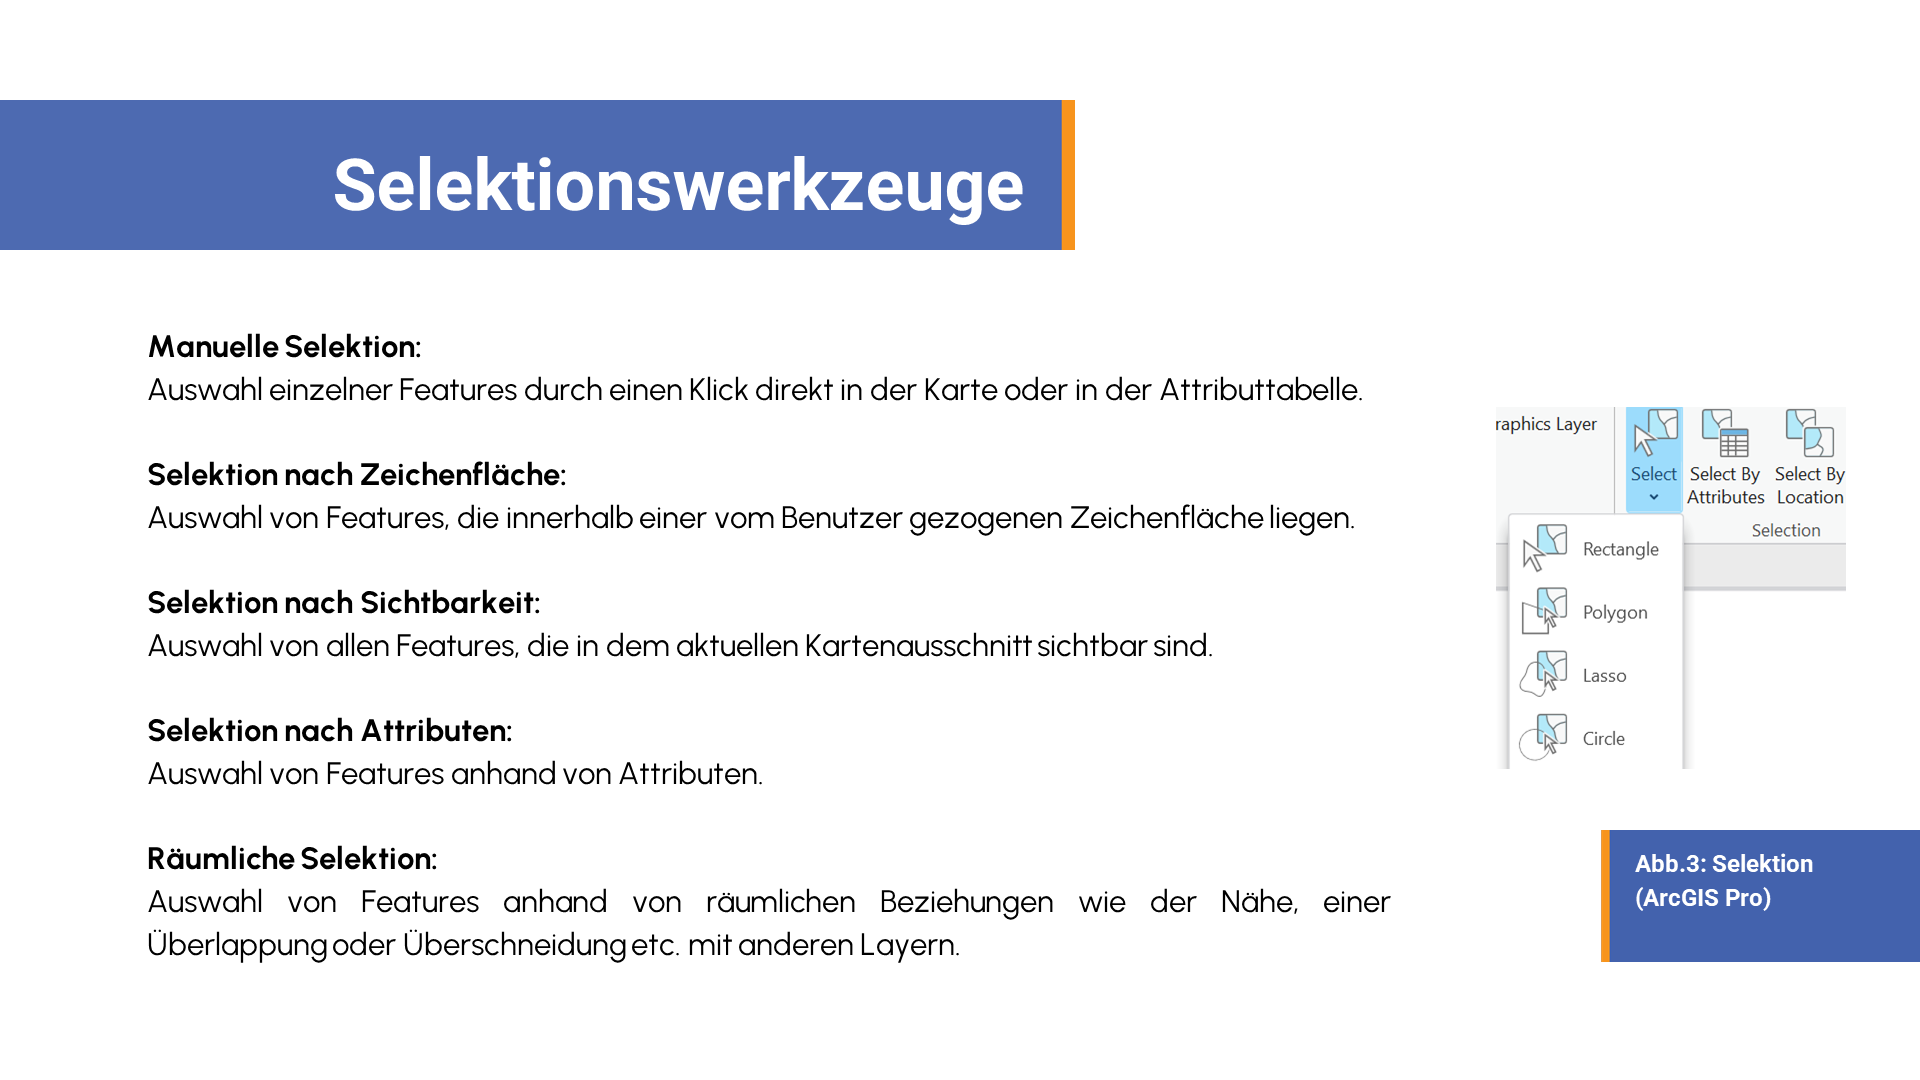 Selektionswerkzeuge
Manuelle Selektion:
Auswahl einzelner Features durch einen Klick direkt in der Karte oder in der Attributtabelle.
Selektion nach Zeichenfläche:
Auswahl von Features, die innerhalb einer vom Benutzer gezogenen Zeichenfläche liegen.
Selektion nach Sichtbarkeit:
Auswahl von allen Features, die in dem aktuellen Kartenausschnitt sichtbar sind.
Selektion nach Attributen:
Auswahl von Features anhand von Attributen.
Räumliche Selektion:
Auswahl von Features anhand von räumlichen Beziehungen wie der Nähe, einer
Überlappung oder Überschneidung etc. mit anderen Layern.
raphics Layer
Select
Select By
Attributes
Select By
Location
Selection
Rectangle
Polygon
Lasso
Circle
Abb.3: Selektion
(ArcGIS Pro)